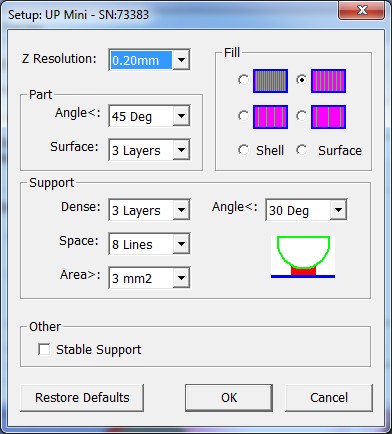 Setup: UP Mini - SN:73383
Z Resolution: 0.20mm
Fill
Shell Surface
Part
Angle<: 45 Deg
Surface: 3 Layers
Support
Dense: 3 Layers Angle<: 30 Deg
Space: 8 Lines
Area>: 3 mm2
Other
Stable Support
Restore Defaults OK Cancel